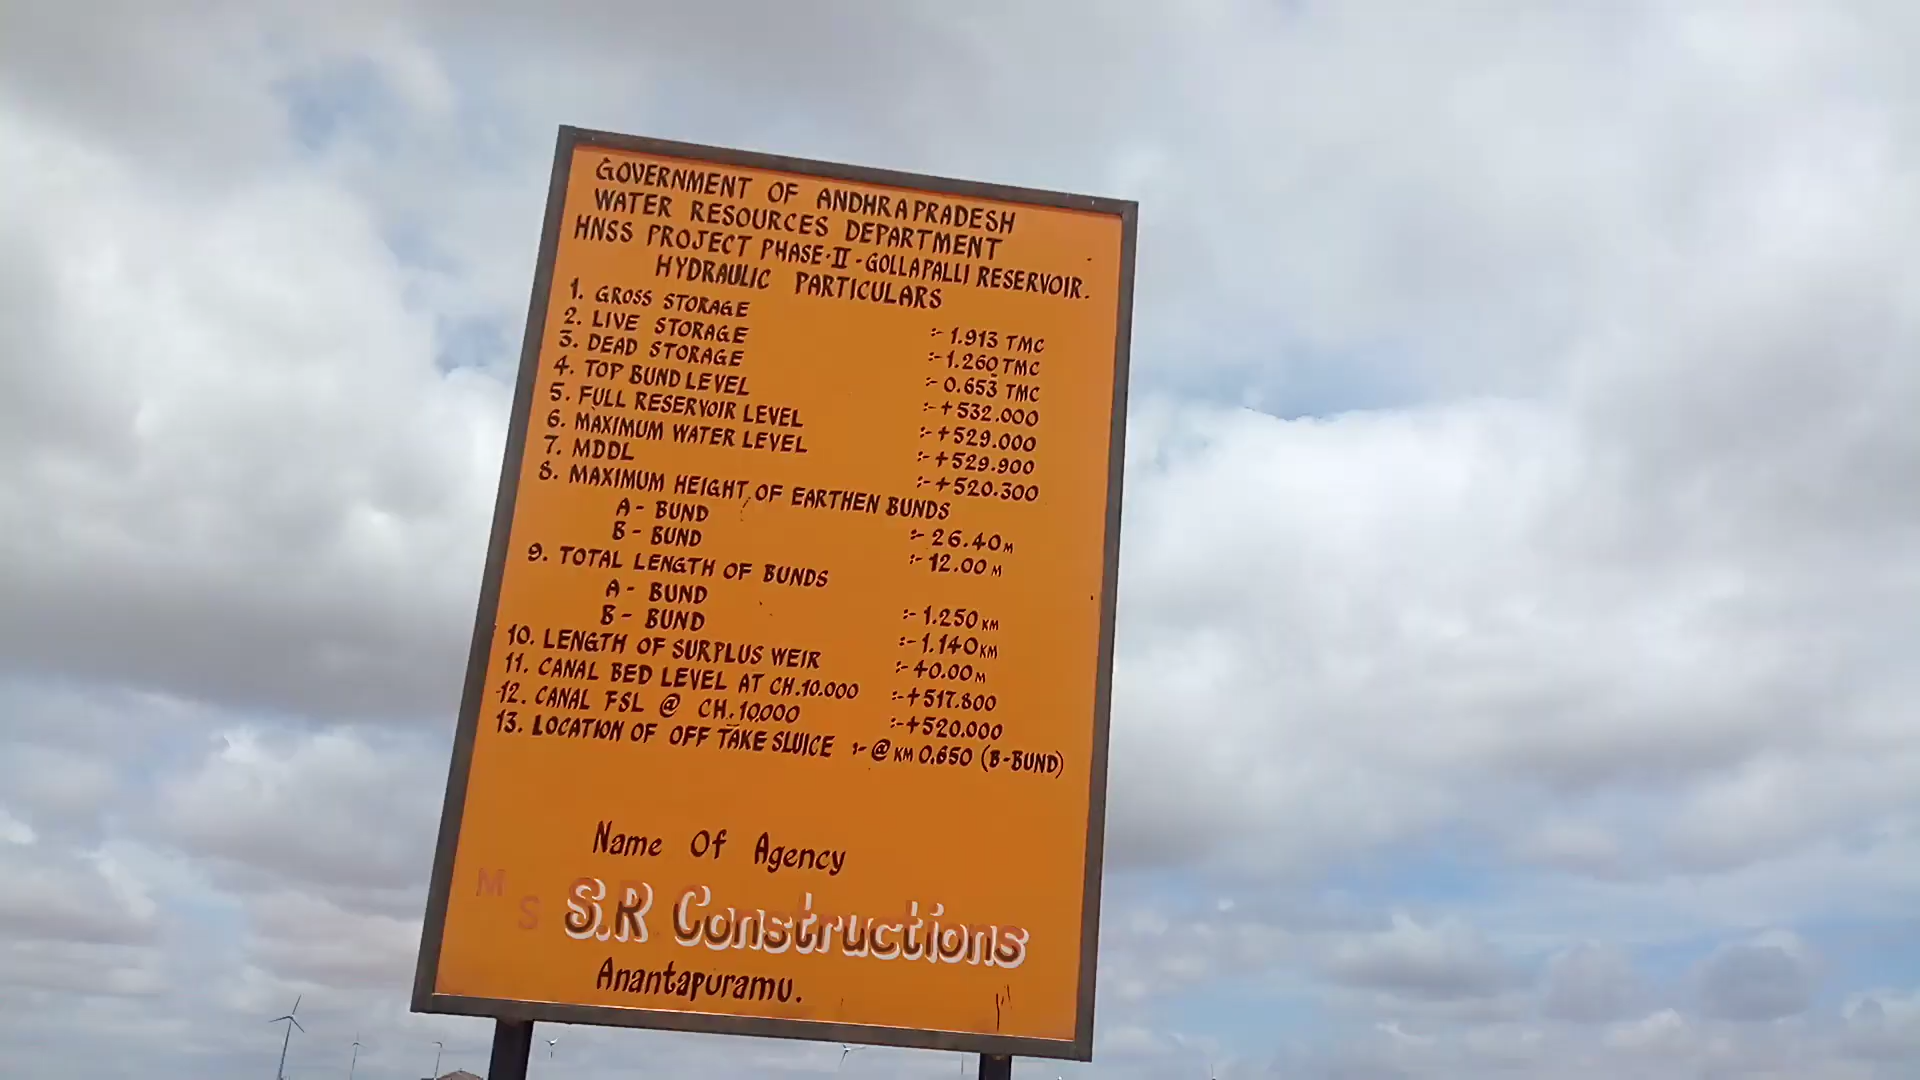 GOVERNMENT OF ANDHRA PRADESH
WATER RESOURCES DEPARTMENT
HNSS PROJECT PHASE-II - GOLLAPALLI RESERVOIR.
HYDRAULIC PARTICULARS
1. GROSS STORAGE :- 1.913 TMC
2. LIVE STORAGE :- 1.260 TMC
3. DEAD STORAGE :- 0.653 TMC
4. TOP BUND LEVEL :- +532.000
5. FULL RESERVOIR LEVEL :- +529.000
6. MAXIMUM WATER LEVEL :- +529.900
7. MDDL :- +520.300
8. MAXIMUM HEIGHT OF EARTHEN BUNDS
A - BUND :- 26.40 M
B - BUND :- 12.00 M
9. TOTAL LENGTH OF BUNDS
A - BUND :- 1.250 KM
B - BUND :- 1.140 KM
10. LENGTH OF SURPLUS WEIR :- 40.00 M
11. CANAL BED LEVEL AT CH.10.000 :- +517.800
12. CANAL FSL @ CH.10.000 :- +520.000
13. LOCATION OF OFF TAKE SLUICE :- @ KM 0.650 (B-BUND)
Name Of Agency
M S S.R Constructions
Anantapuramu.